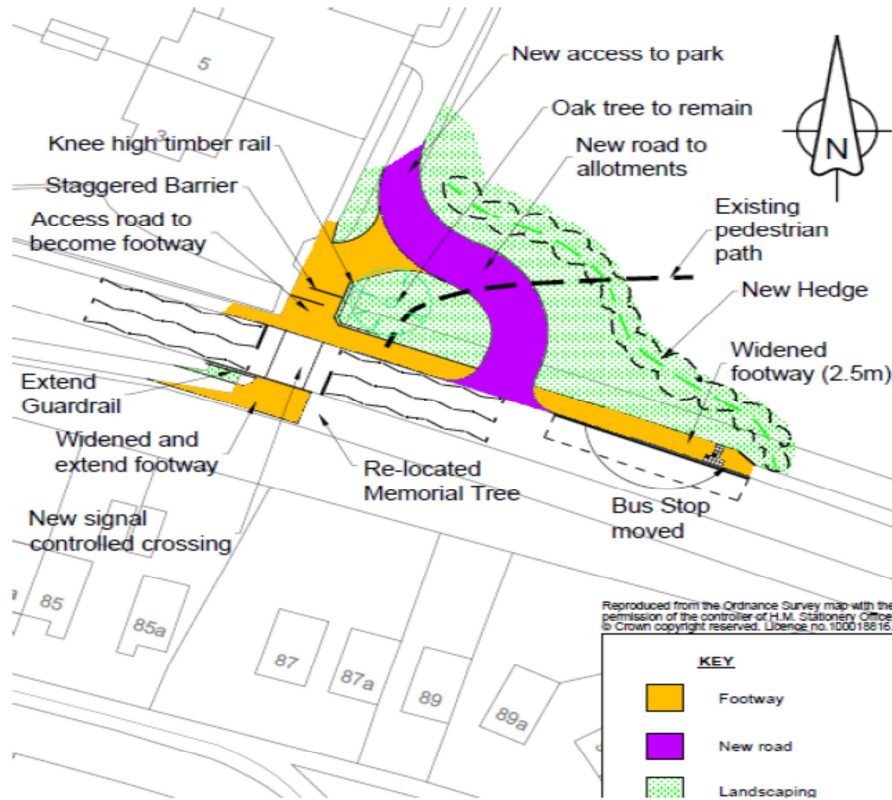 5
3
New access to park
Oak tree to remain
New road to
allotments
Knee high timber rail
Staggered Barrier
Access road to
become footway
N
Existing
pedestrian
path
New Hedge
Widened
footway (2.5m)
Extend
Guardrail
Widened and
extend footway
Re-located
Memorial Tree
New signal
controlled crossing
Bus Stop
moved
a
85
85a
87
87a
89
89a
Reproduced from the Ordnance Survey map with the
permission of the controller of H.M. Stationery Office
© Crown copyright reserved. Licence no. 100018816.
KEY
Footway
New road
Landscaping